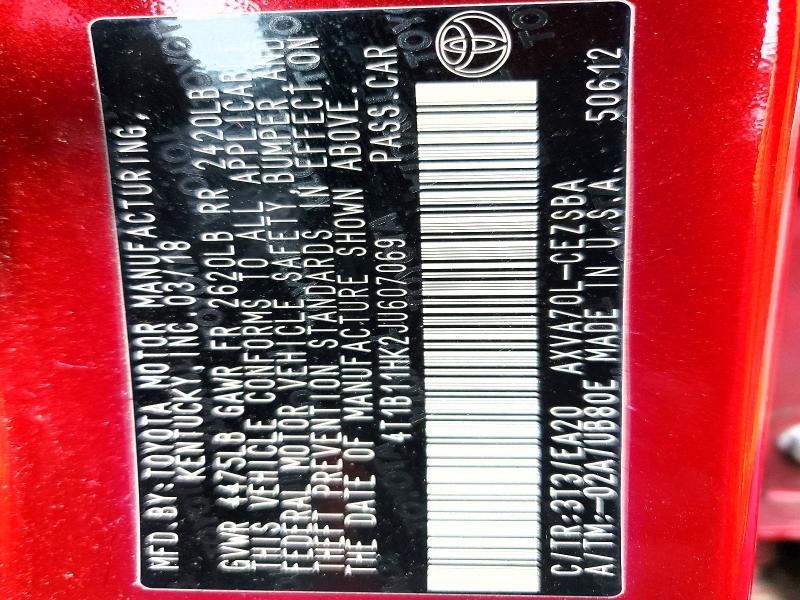 MFD.BY:TOYOTA MOTOR MANUFACTURING,
KENTUCKY,INC.03/18
GVWR 4475LB GAWR FR 2620LB RR 2420LB
THIS VEHICLE CONFORMS TO ALL APPLICABLE
FEDERAL MOTOR VEHICLE SAFETY, BUMPER AND
THEFT PREVENTION STANDARDS IN EFFECT ON
THE DATE OF MANUFACTURE SHOWN ABOVE.
4T1B11HK2JU607069 PASS.CAR
C/TR:3T3/EA20 AXVA70L-CEZSBA
A/TM:-02A/UB80E MADE IN U.S.A. 50612